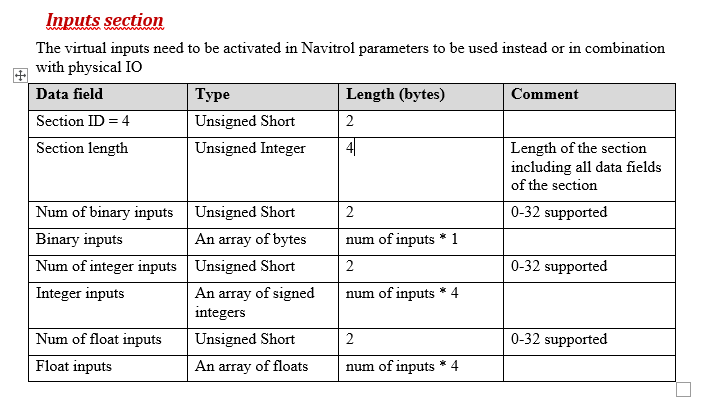 Inputs section
The virtual inputs need to be activated in Navitrol parameters to be used instead or in combination
with physical IO
Data field Type Length (bytes) Comment
Section ID = 4 Unsigned Short 2
Section length Unsigned Integer 4 Length of the section
including all data fields
of the section
Num of binary inputs Unsigned Short 2 0-32 supported
Binary inputs An array of bytes num of inputs * 1
Num of integer inputs Unsigned Short 2 0-32 supported
Integer inputs An array of signed num of inputs * 4
integers
Num of float inputs Unsigned Short 2 0-32 supported
Float inputs An array of floats num of inputs * 4